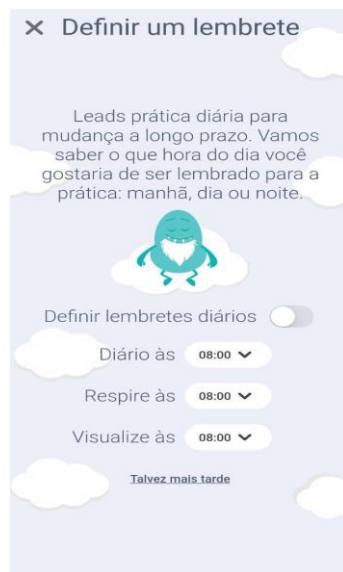 × Definir um lembrete
Leads prática diária para
mudança a longo prazo. Vamos
saber o que hora do dia você
gostaria de ser lembrado para a
prática: manhã, dia ou noite.
Definir lembretes diários
Diário às 08:00
Respire às 08:00
Visualize às 08:00
Talvez mais tarde